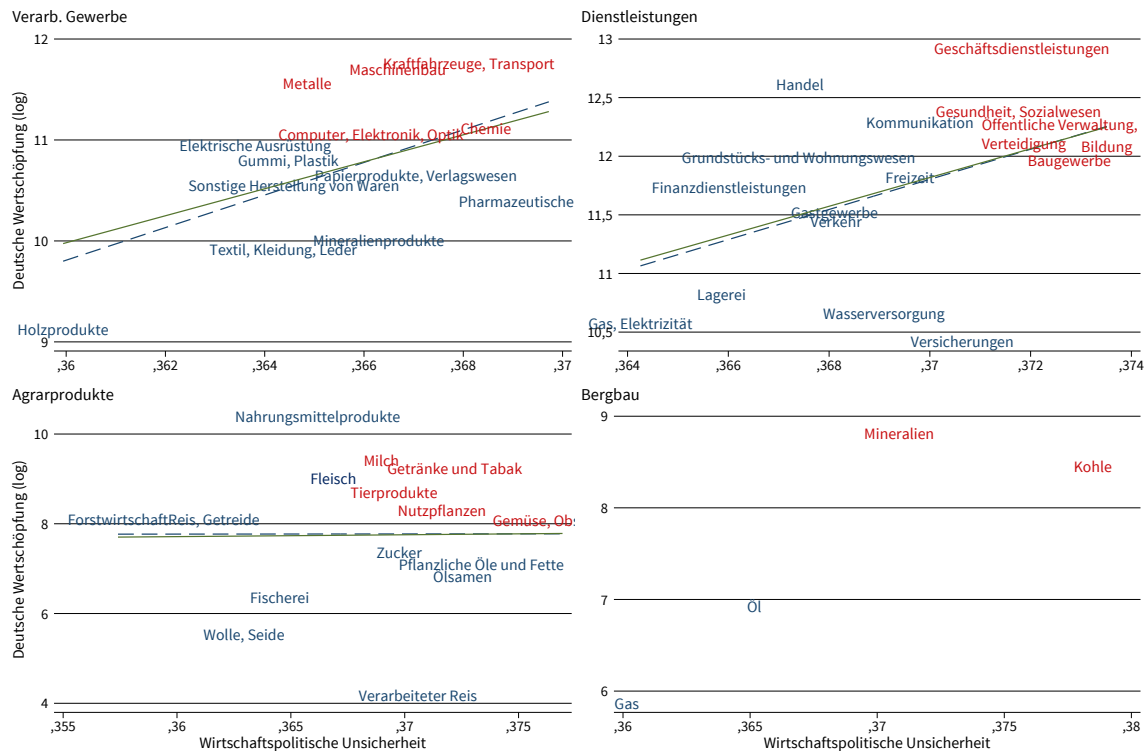 Verarb. Gewerbe
Deutsche Wertschöpfung (log)
12
11
10
9
Kraftfahrzeuge, Transport
Maschinenbau
Metalle
Chemie
Computer, Elektronik, Optik
Elektrische Ausrüstung
Gummi, Plastik
Papierprodukte, Verlagswesen
Sonstige Herstellung von Waren
Pharmazeutische
Mineralienprodukte
Textil, Kleidung, Leder
Holzprodukte
,36
,362
,364
,366
,368
,37
Dienstleistungen
13
12,5
12
11,5
11
10,5
Geschäftsdienstleistungen
Handel
Gesundheit, Sozialwesen
Kommunikation
Öffentliche Verwaltung,
Verteidigung
Bildung
Grundstücks- und Wohnungswesen
Baugewerbe
Freizeit
Finanzdienstleistungen
Gastgewerbe
Verkehr
Lagerei
Wasserversorgung
Gas, Elektrizität
Versicherungen
,364
,366
,368
,37
,372
,374
Agrarprodukte
Deutsche Wertschöpfung (log)
10
8
6
4
Nahrungsmittelprodukte
Milch
Getränke und Tabak
Fleisch
Tierprodukte
Nutzpflanzen
Forstwirtschaft
Reis, Getreide
Gemüse, Obs
Zucker
Pflanzliche Öle und Fette
Ölsamen
Fischerei
Wolle, Seide
Verarbeiteter Reis
,355
,36
,365
,37
,375
Wirtschaftspolitische Unsicherheit
Bergbau
9
8
7
6
Mineralien
Kohle
Öl
Gas
,36
,365
,37
,375
,38
Wirtschaftspolitische Unsicherheit